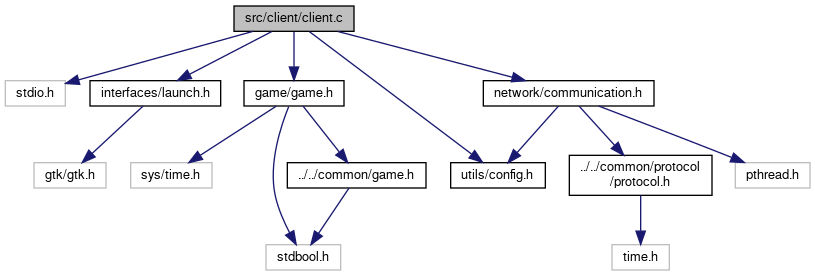 src/client/client.c
stdio.h
interfaces/launch.h
game/game.h
network/communication.h
gtk/gtk.h
sys/time.h
../../common/game.h
utils/config.h
../../common/protocol
/protocol.h
pthread.h
stdbool.h
time.h